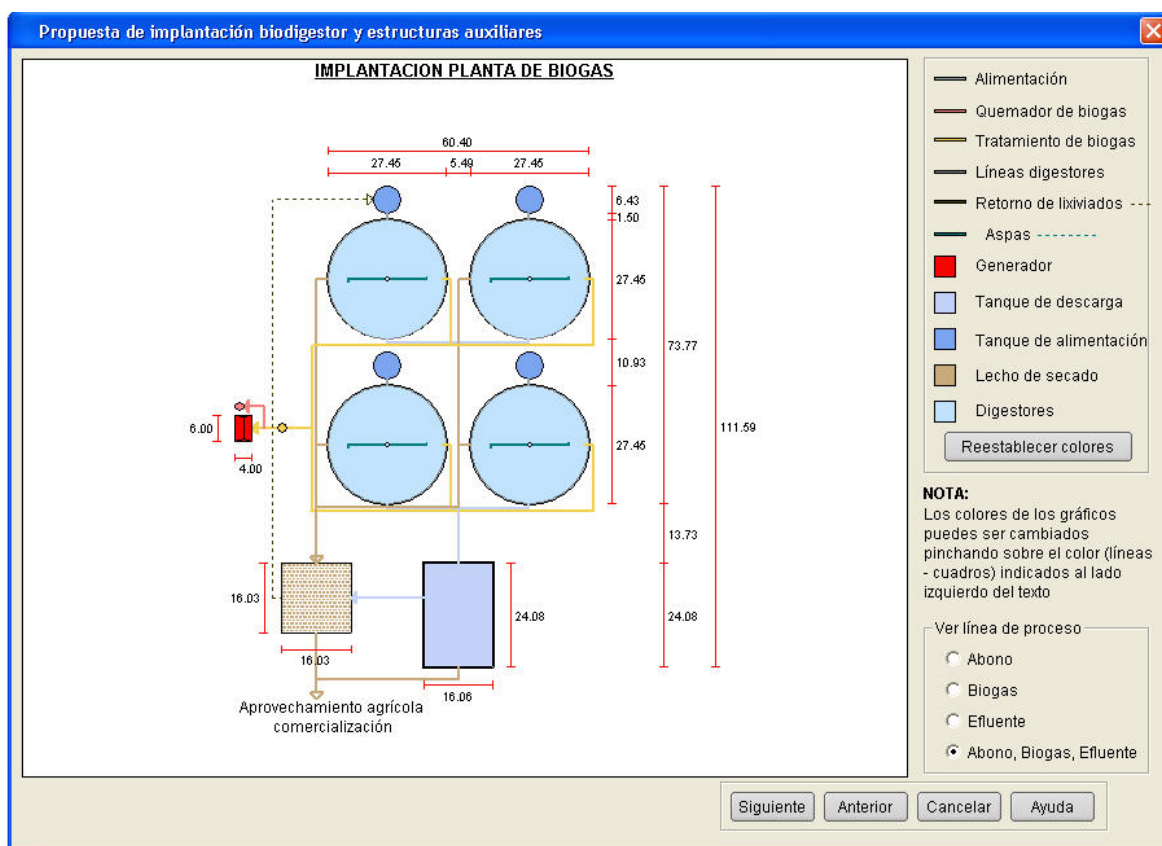 Propuesta de implantación biodigestor y estructuras auxiliares
IMPLANTACION PLANTA DE BIOGAS
60.40
27.45 5.49 27.45
6.43
1.50
27.45
10.93
73.77
27.45
111.59
6.00
4.00
13.73
16.03
24.08
24.08
16.03
16.06
Aprovechamiento agrícola
comercialización
Alimentación
Quemador de biogas
Tratamiento de biogas
Líneas digestores
Retorno de lixiviados ---
Aspas --------
Generador
Tanque de descarga
Tanque de alimentación
Lecho de secado
Digestores
Reestablecer colores
NOTA:
Los colores de los gráficos
puedes ser cambiados
pinchando sobre el color (líneas
- cuadros) indicados al lado
izquierdo del texto
Ver línea de proceso
Abono
Biogas
Efluente
Abono, Biogas, Efluente
Siguiente Anterior Cancelar Ayuda